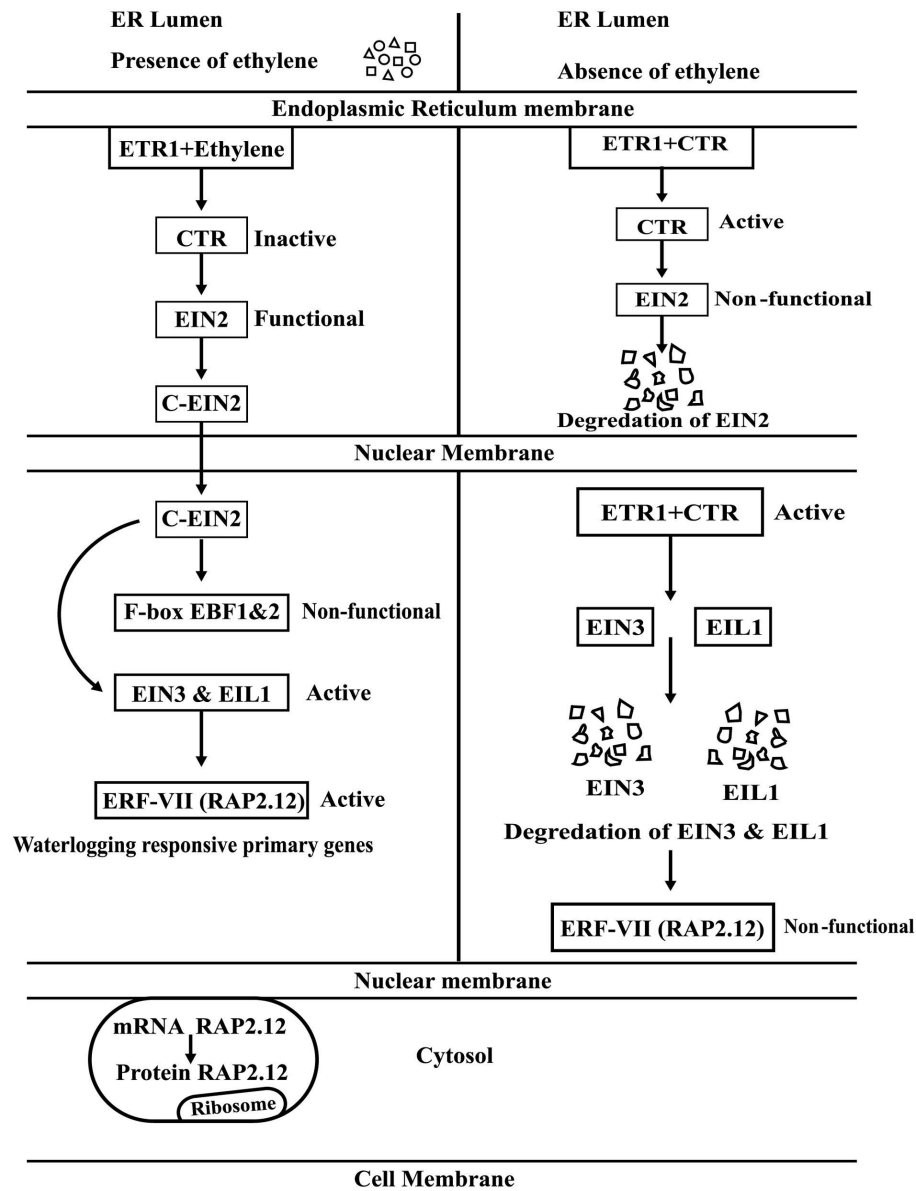 ER Lumen
Presence of ethylene
ER Lumen
Absence of ethylene
Endoplasmic Reticulum membrane
ETR1+Ethylene
CTR Inactive
EIN2 Functional
C-EIN2
ETR1+CTR
CTR Active
EIN2 Non-functional
Degredation of EIN2
Nuclear Membrane
C-EIN2
F-box EBF1&2 Non-functional
EIN3 & EIL1 Active
ERF-VII (RAP2.12) Active
Waterlogging responsive primary genes
ETR1+CTR Active
EIN3 EIL1
EIN3 EIL1
Degredation of EIN3 & EIL1
ERF-VII (RAP2.12) Non-functional
Nuclear membrane
mRNA RAP2.12
Protein RAP2.12
Ribosome
Cytosol
Cell Membrane